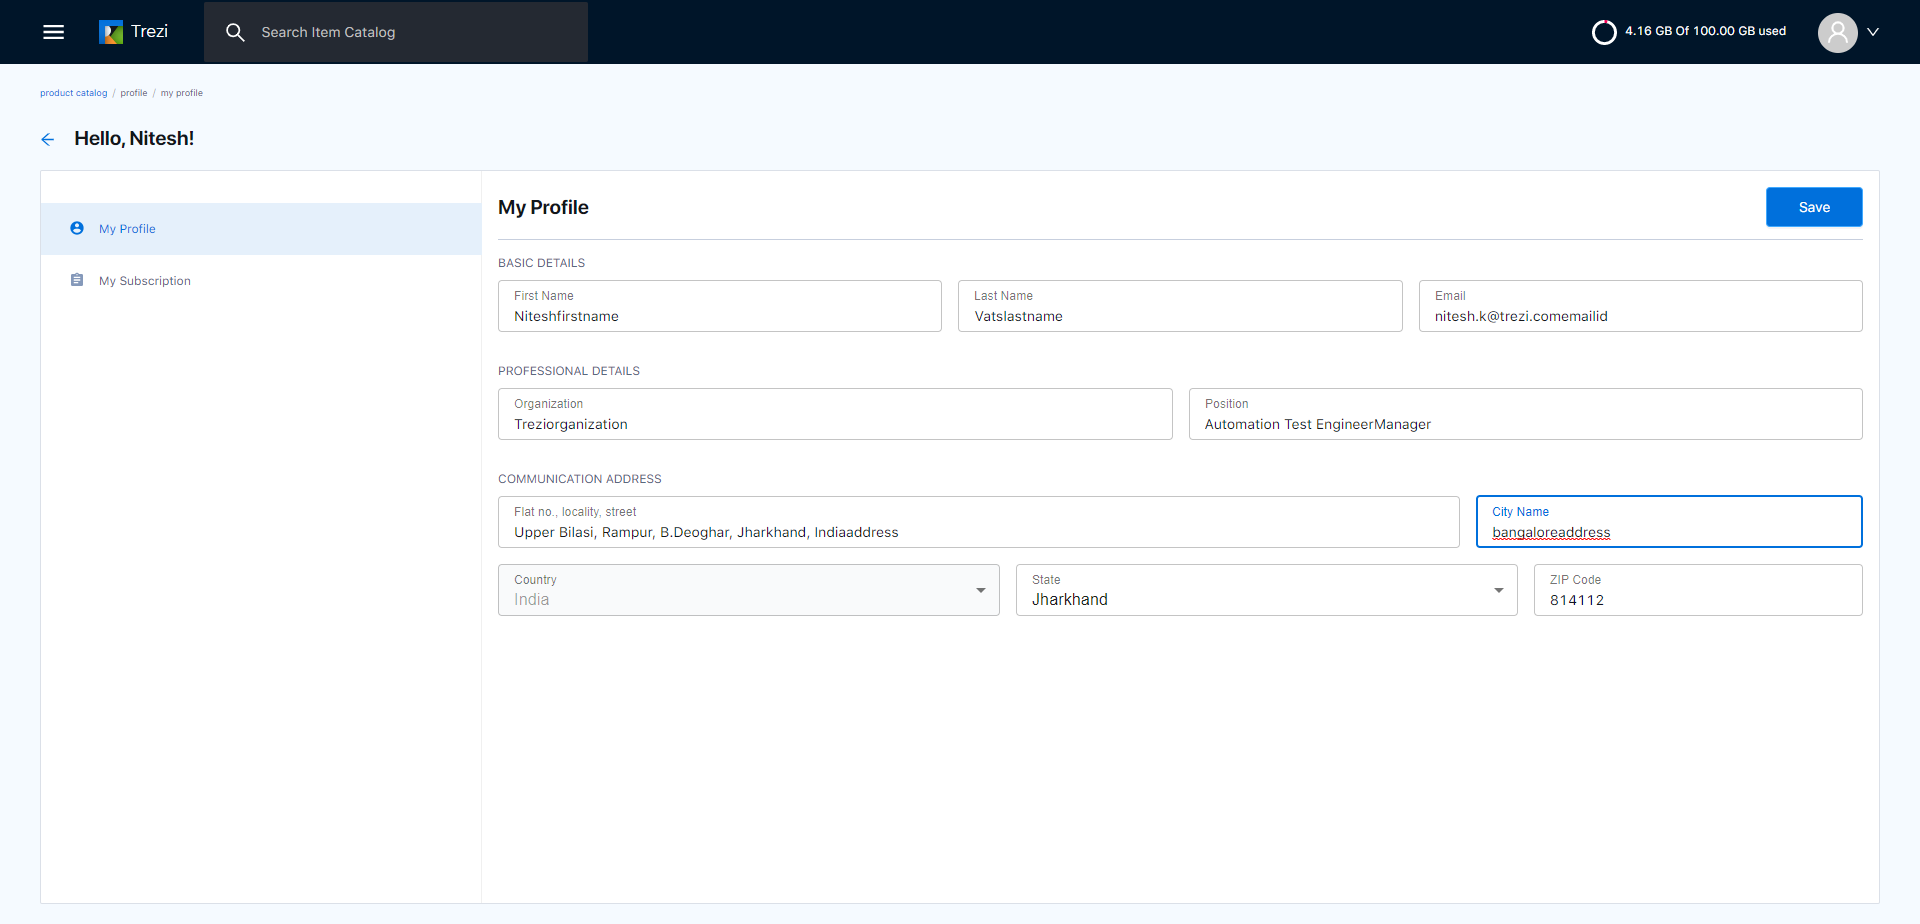 Trezi
Search Item Catalog
4.16 GB Of 100.00 GB used
product catalog / profile / my profile
Hello, Nitesh!
My Profile
My Subscription
My Profile
Save
BASIC DETAILS
First Name
Niteshfirstname
Last Name
Vatslastname
Email
nitesh.k@trezi.comemailid
PROFESSIONAL DETAILS
Organization
Treziorganization
Position
Automation Test EngineerManager
COMMUNICATION ADDRESS
Flat no., locality, street
Upper Bilasi, Rampur, B.Deoghar, Jharkhand, Indiaaddress
City Name
bangaloreaddress
Country
India
State
Jharkhand
ZIP Code
814112